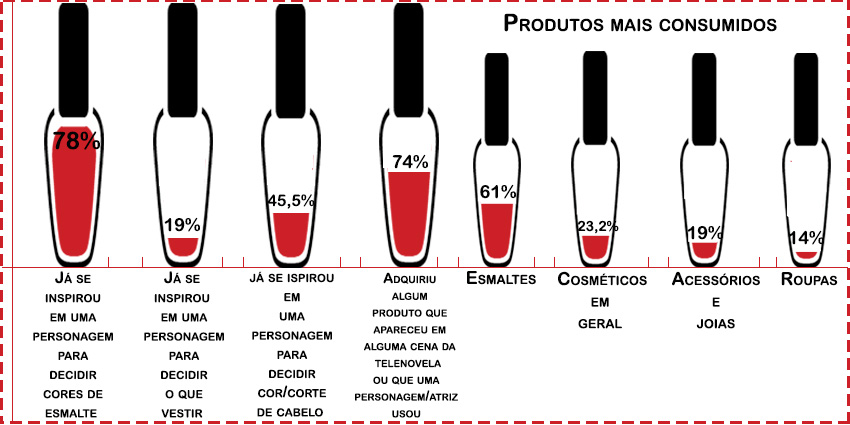 PRODUTOS MAIS CONSUMIDOS
78%
19%
45,5%
74%
61%
23,2%
19%
14%
JÁ SE
INSPIROU
EM UMA
PERSONAGEM
PARA
DECIDIR
CORES DE
ESMALTE
JÁ SE
INSPIROU
EM UMA
PERSONAGEM
PARA
DECIDIR
O QUE
VESTIR
JÁ SE ISPIROU
EM
UMA
PERSONAGEM
PARA
DECIDIR
COR/CORTE
DE CABELO
ADQUIRIU
ALGUM
PRODUTO QUE
APARECEU EM
ALGUMA CENA DA
TELENOVELA
OU QUE UMA
PERSONAGEM/ATRIZ
USOU
ESMALTES
COSMÉTICOS
EM
GERAL
ACESSÓRIOS
E
JOIAS
ROUPAS